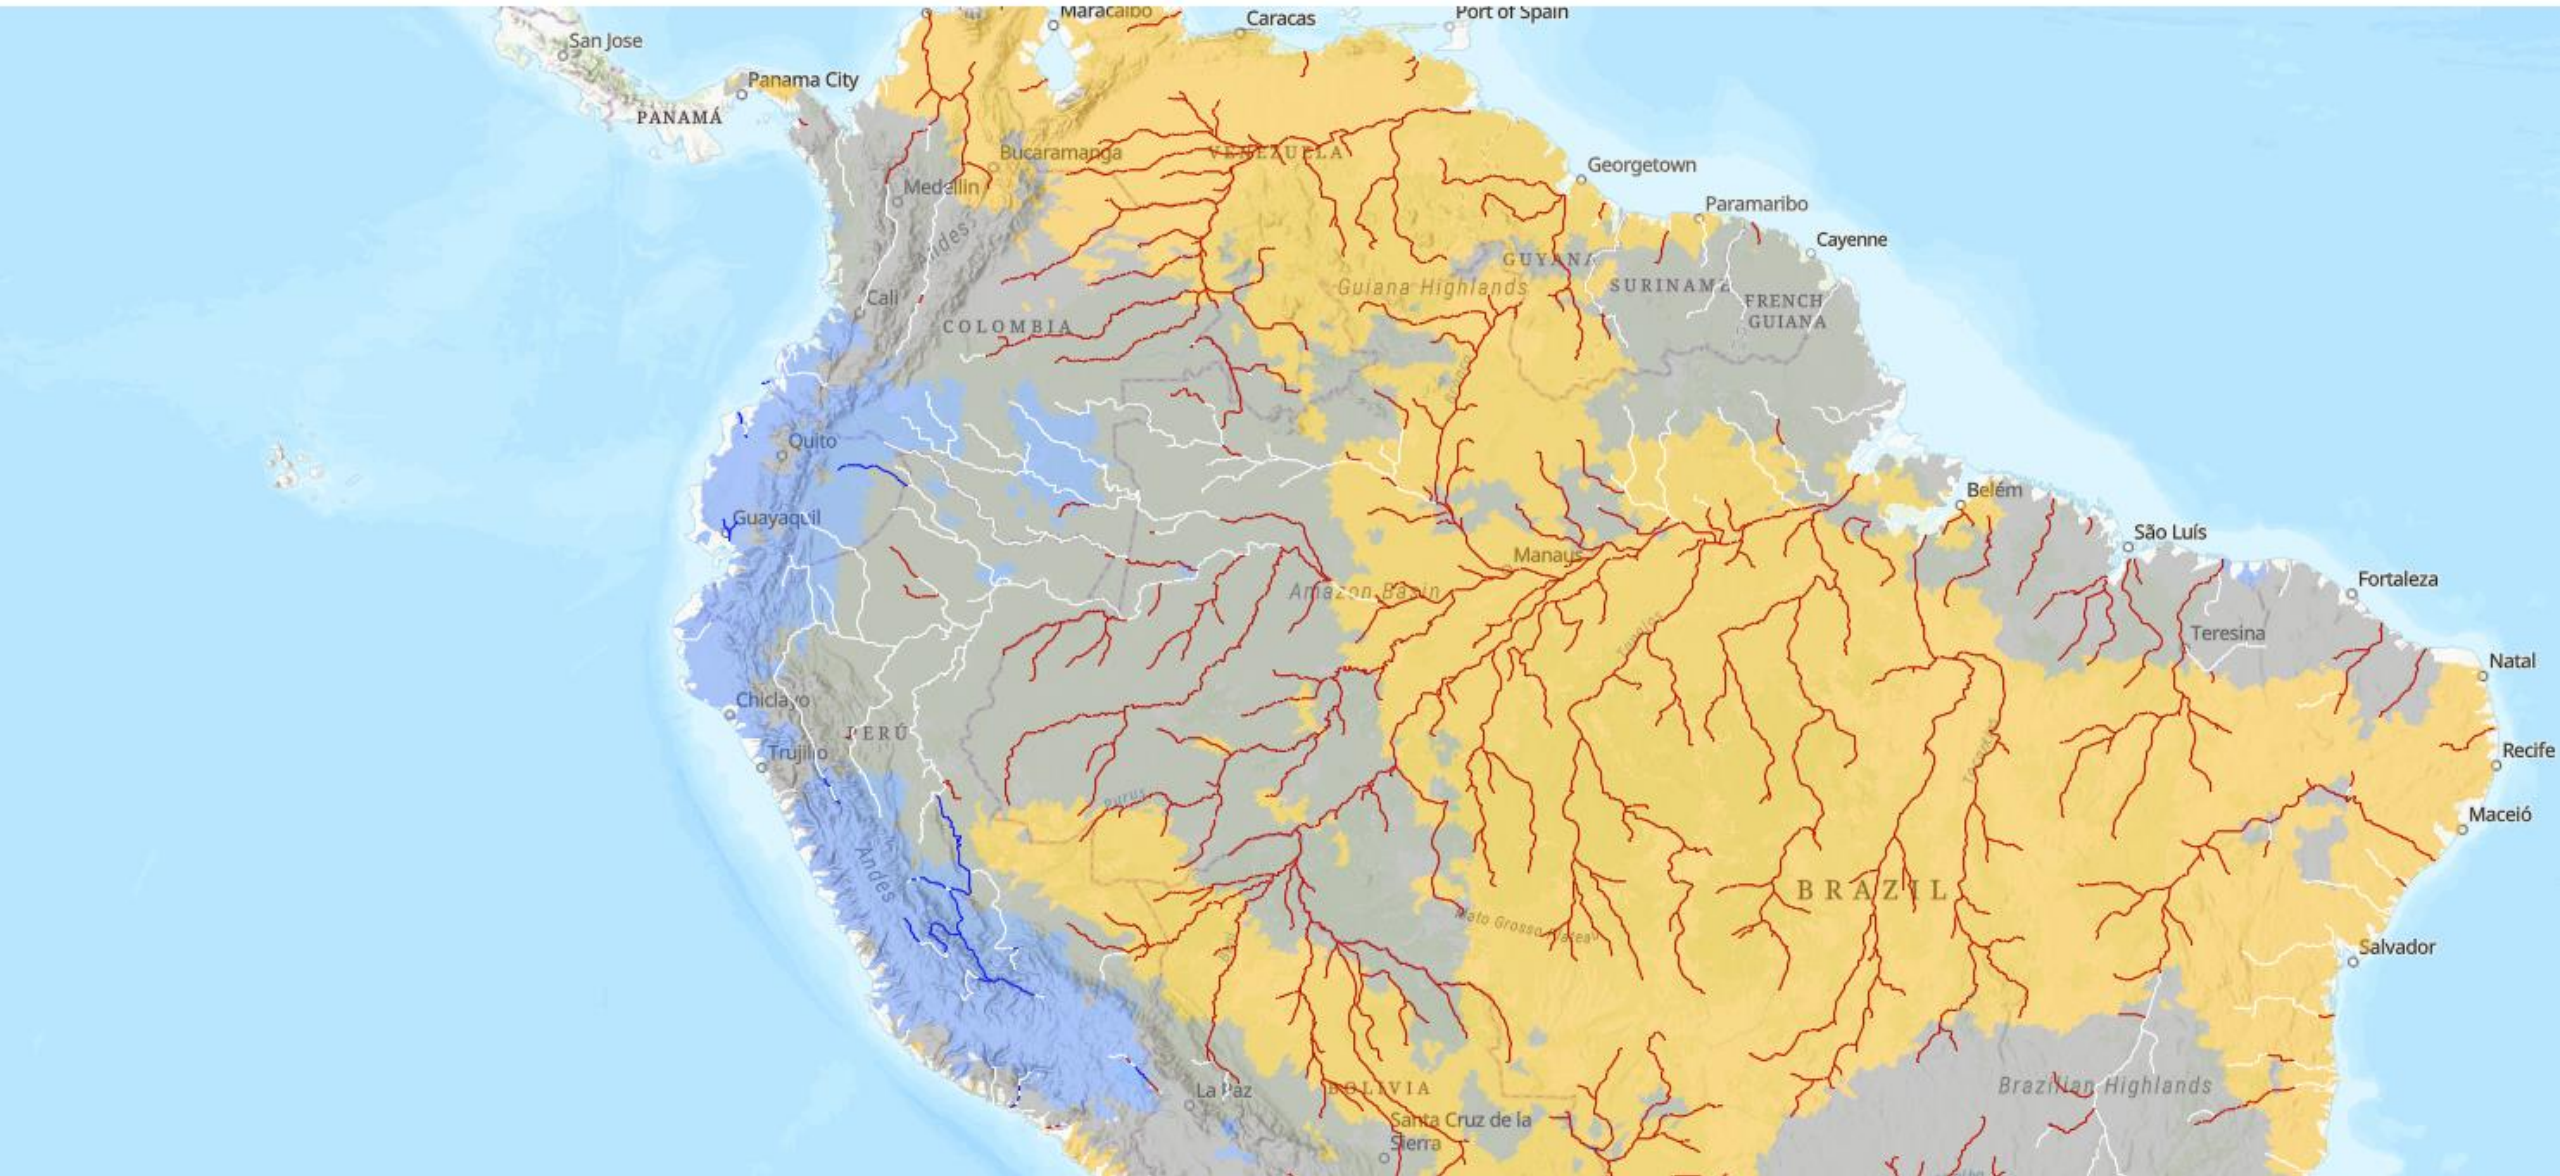 Maracaibo
Caracas
Port of Spain
San Jose
Panama City
PANAMÁ
Bucaramanga
VENEZUELA
Georgetown
Medellin
Paramaribo
Andes
Cayenne
GUYANA
Guiana Highlands
SURINAME
Cali
FRENCH
GUIANA
COLOMBIA
Quito
Belém
Guayaquil
São Luís
Manaus
Fortaleza
Amazon Basin
Teresina
Natal
Chiclayo
PERÚ
Trujillo
Recife
Purus
Maceió
Andes
BRAZIL
Mato Grosso Plateau
Salvador
La Paz
BOLIVIA
Brazilian Highlands
Santa Cruz de la
Sierra